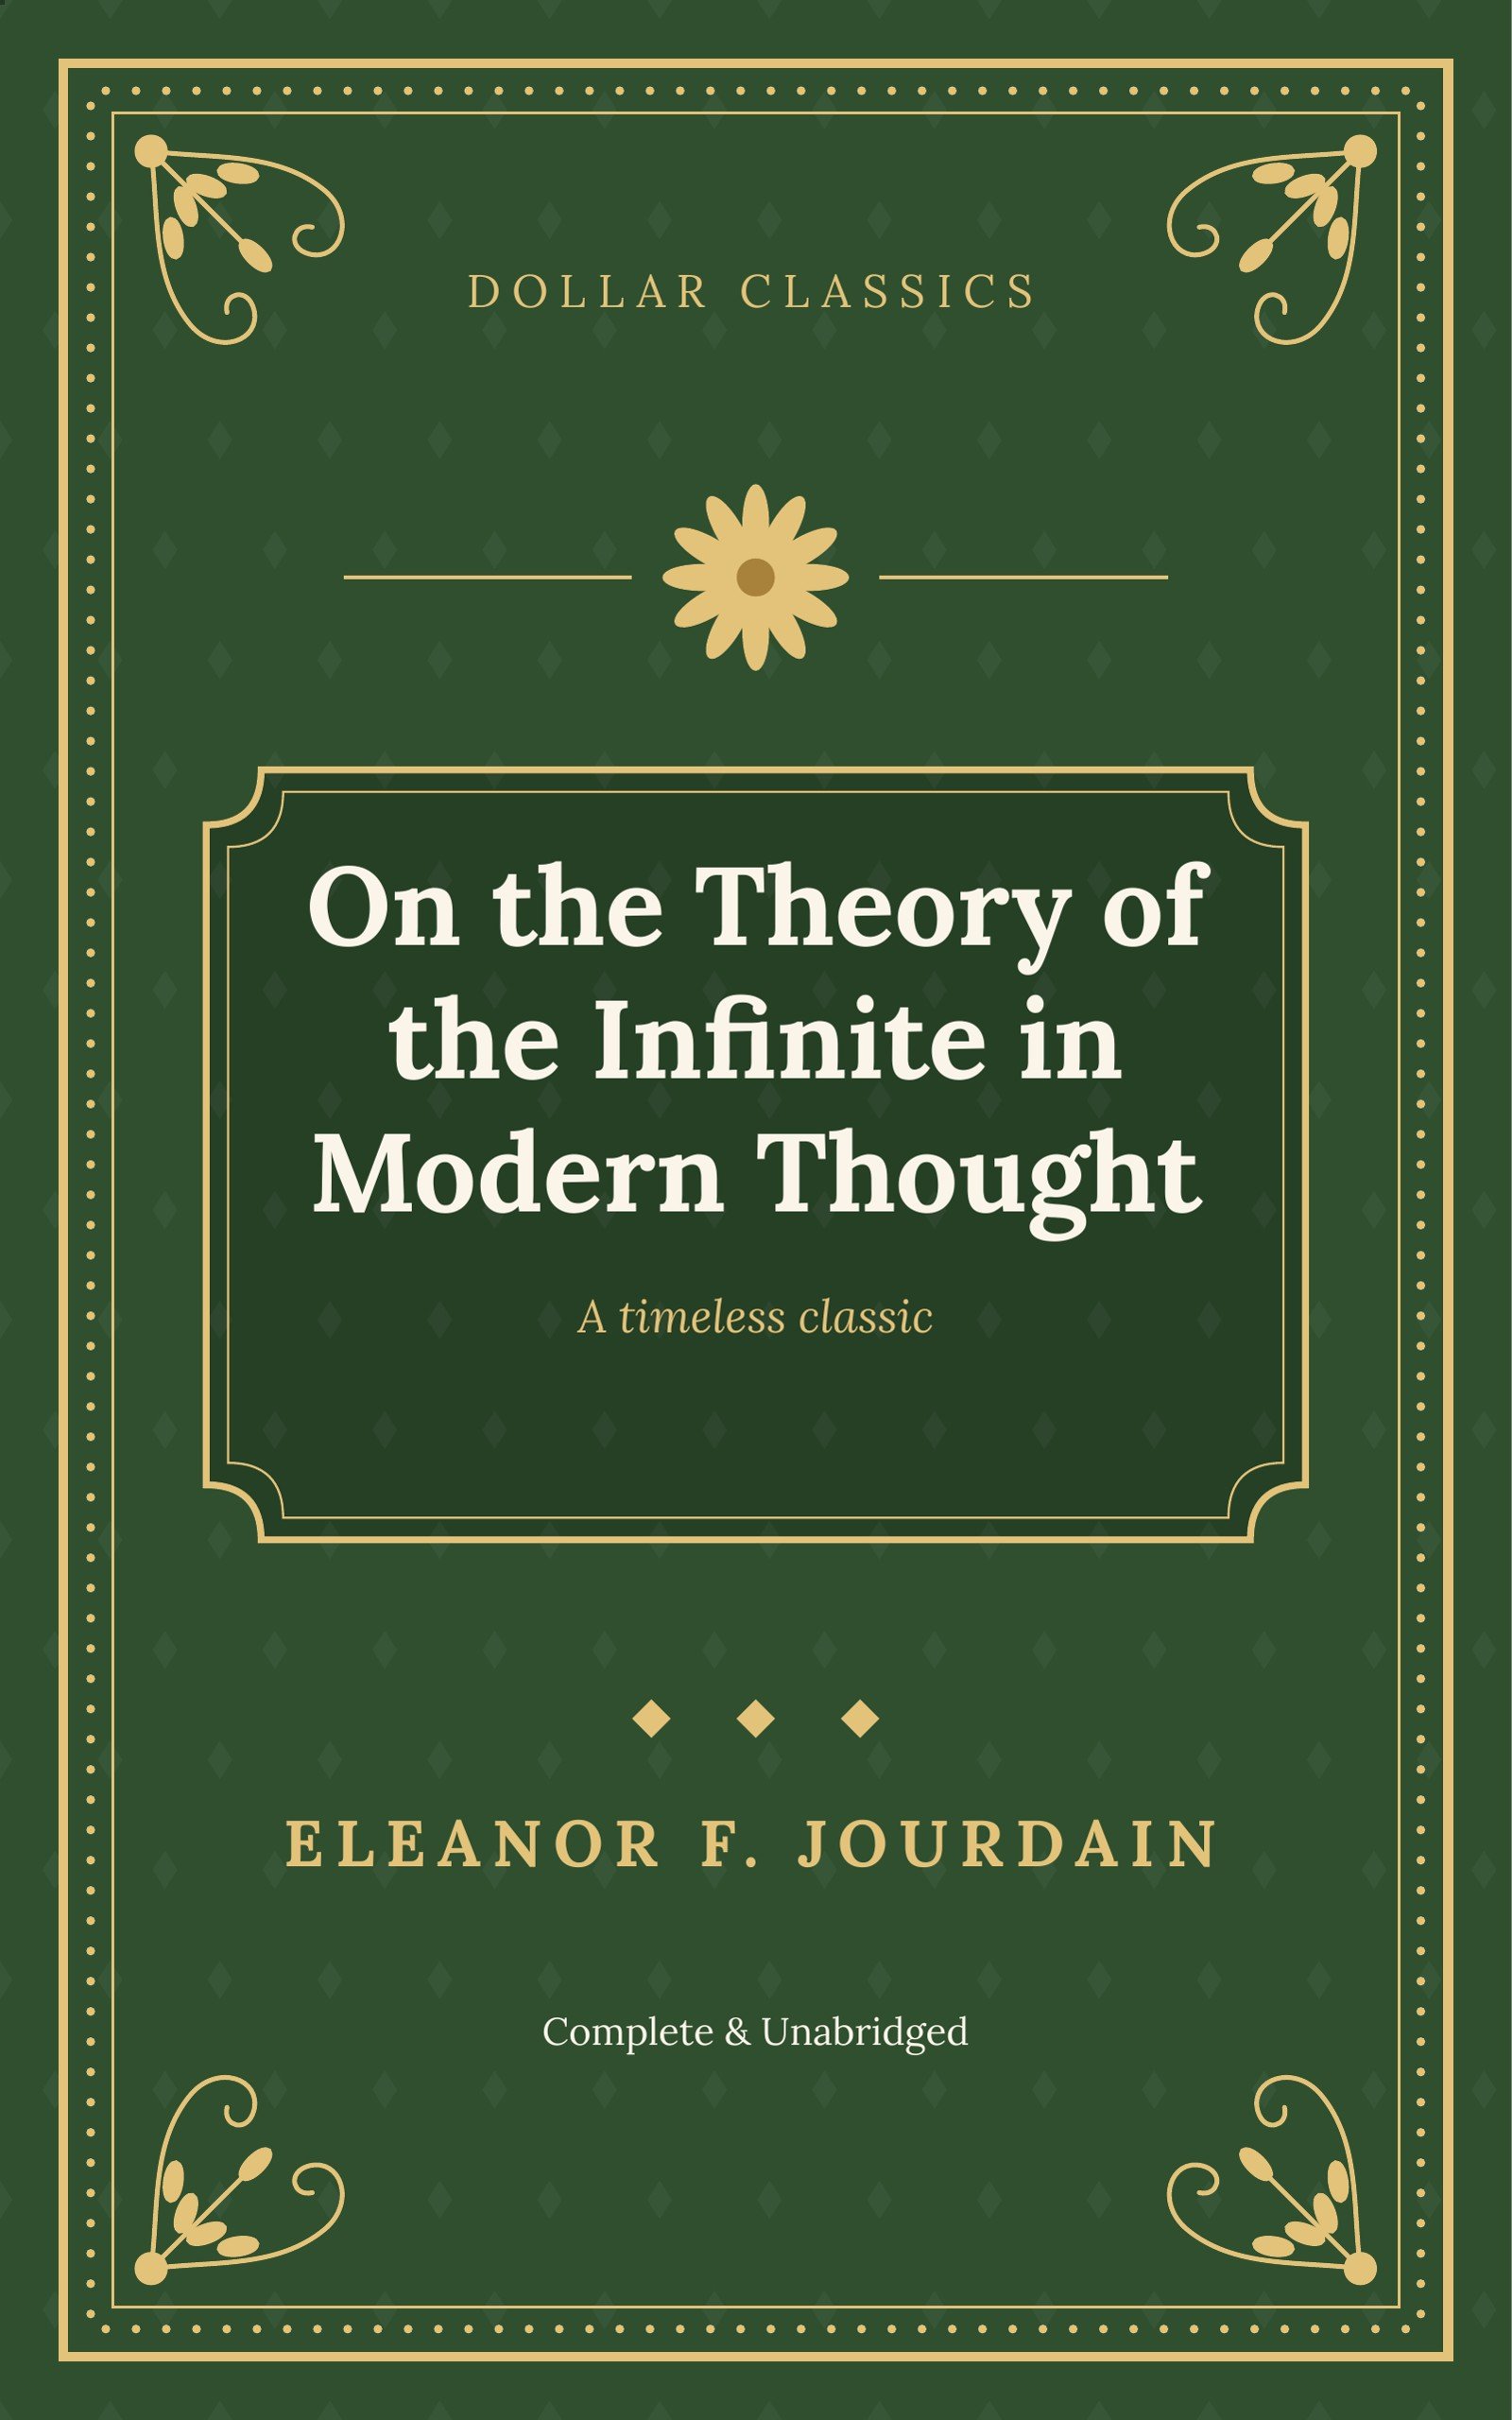 DOLLAR CLASSICS
On the Theory of
the Infinite in
Modern Thought
A timeless classic
ELEANOR F. JOURDAIN
Complete & Unabridged